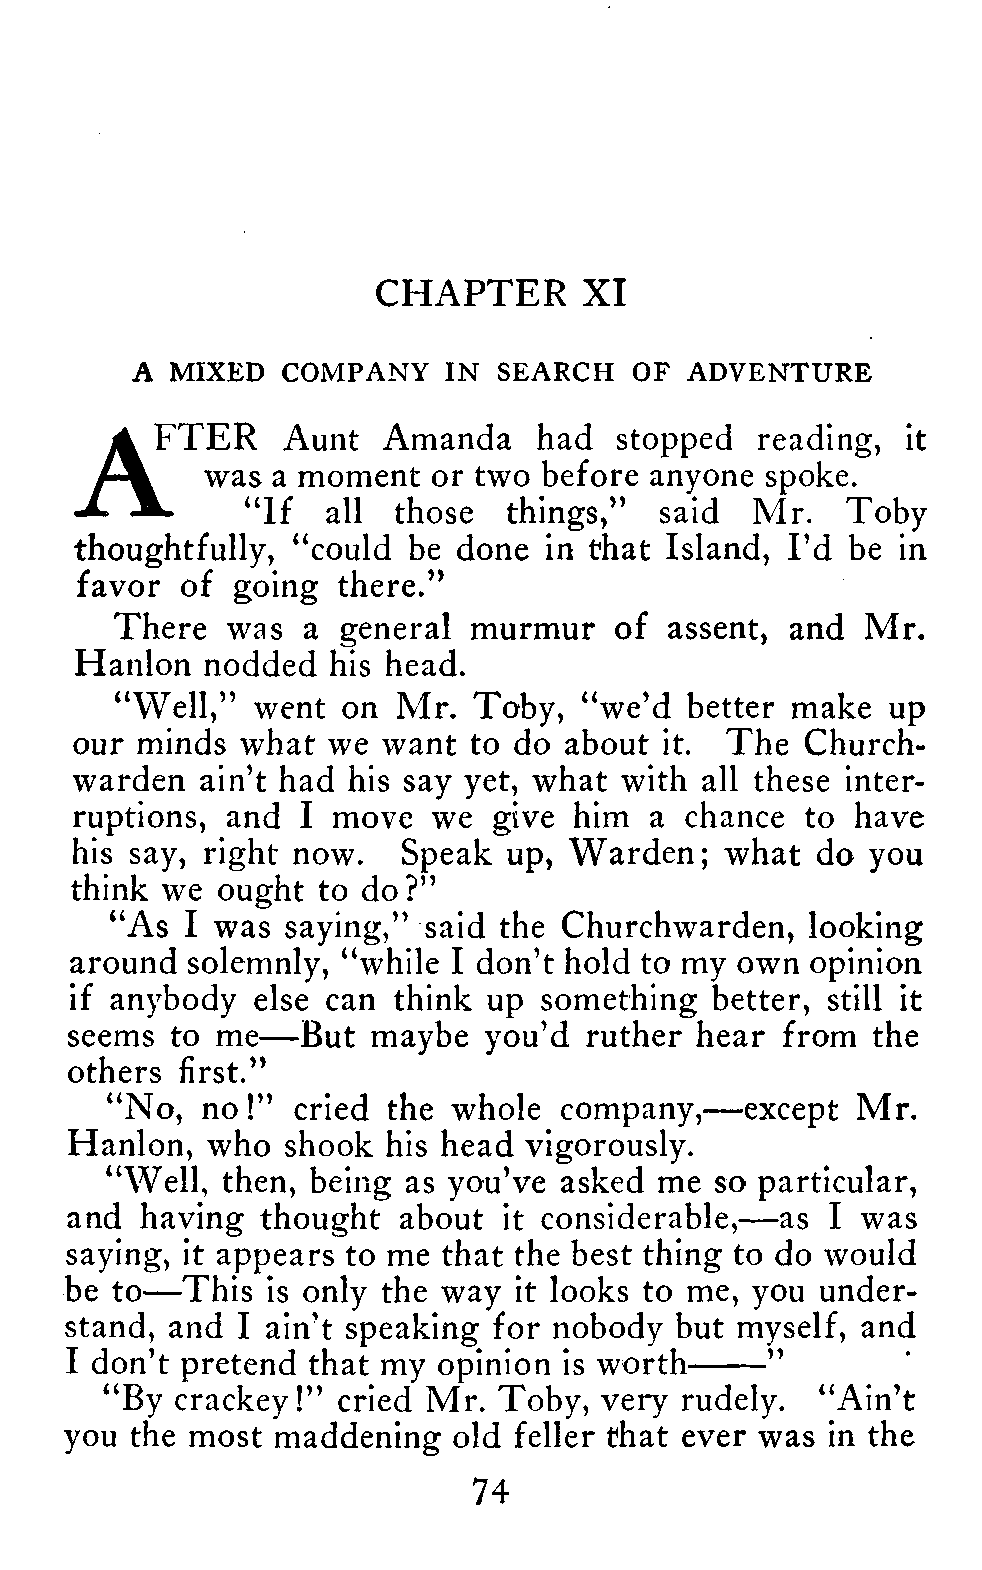 CHAPTER XI
A MIXED COMPANY IN SEARCH OF ADVENTURE
AFTER Aunt Amanda had stopped reading, it
was a moment or two before anyone spoke.
“If all those things,” said Mr. Toby
thoughtfully, “could be done in that Island, I’d be in
favor of going there.”
There was a general murmur of assent, and Mr.
Hanlon nodded his head.
“Well,” went on Mr. Toby, “we’d better make up
our minds what we want to do about it. The Church-
warden ain’t had his say yet, what with all these inter-
ruptions, and I move we give him a chance to have
his say, right now. Speak up, Warden; what do you
think we ought to do?”
“As I was saying,” said the Churchwarden, looking
around solemnly, “while I don’t hold to my own opinion
if anybody else can think up something better, still it
seems to me—But maybe you’d ruther hear from the
others first.”
“No, no!” cried the whole company,—except Mr.
Hanlon, who shook his head vigorously.
“Well, then, being as you’ve asked me so particular,
and having thought about it considerable,—as I was
saying, it appears to me that the best thing to do would
be to—This is only the way it looks to me, you under-
stand, and I ain’t speaking for nobody but myself, and
I don’t pretend that my opinion is worth——”
“By crackey!” cried Mr. Toby, very rudely. “Ain’t
you the most maddening old feller that ever was in the
74